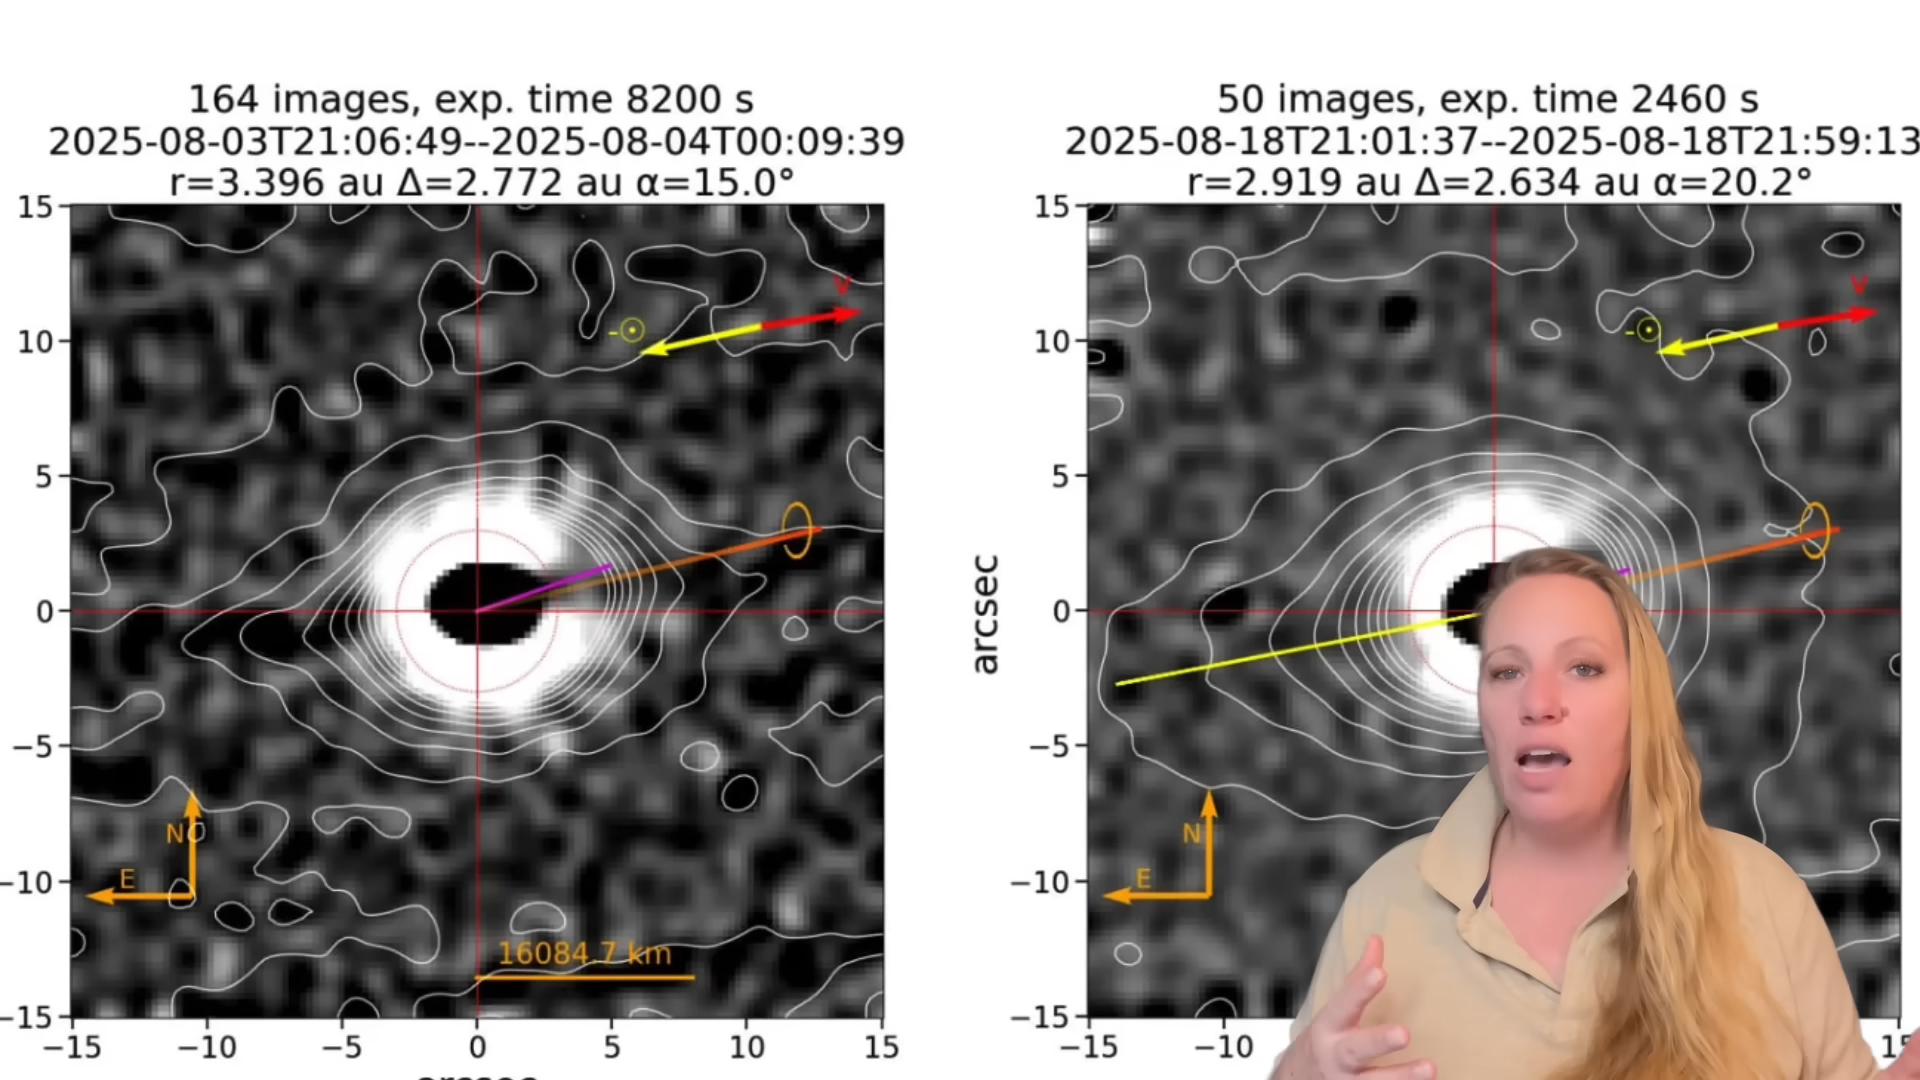 164 images, exp. time 8200 s
2025-08-03T21:06:49--2025-08-04T00:09:39
r=3.396 au Δ=2.772 au α=15.0°
15
10
5
0
−5
−10
−15
V
-☉
N
E
16084.7 km
−15 −10 −5 0 5 10 15
50 images, exp. time 2460 s
2025-08-18T21:01:37--2025-08-18T21:59:13
r=2.919 au Δ=2.634 au α=20.2°
arcsec
15
10
5
0
−5
−10
−15
V
-☉
N
E
−15 −10